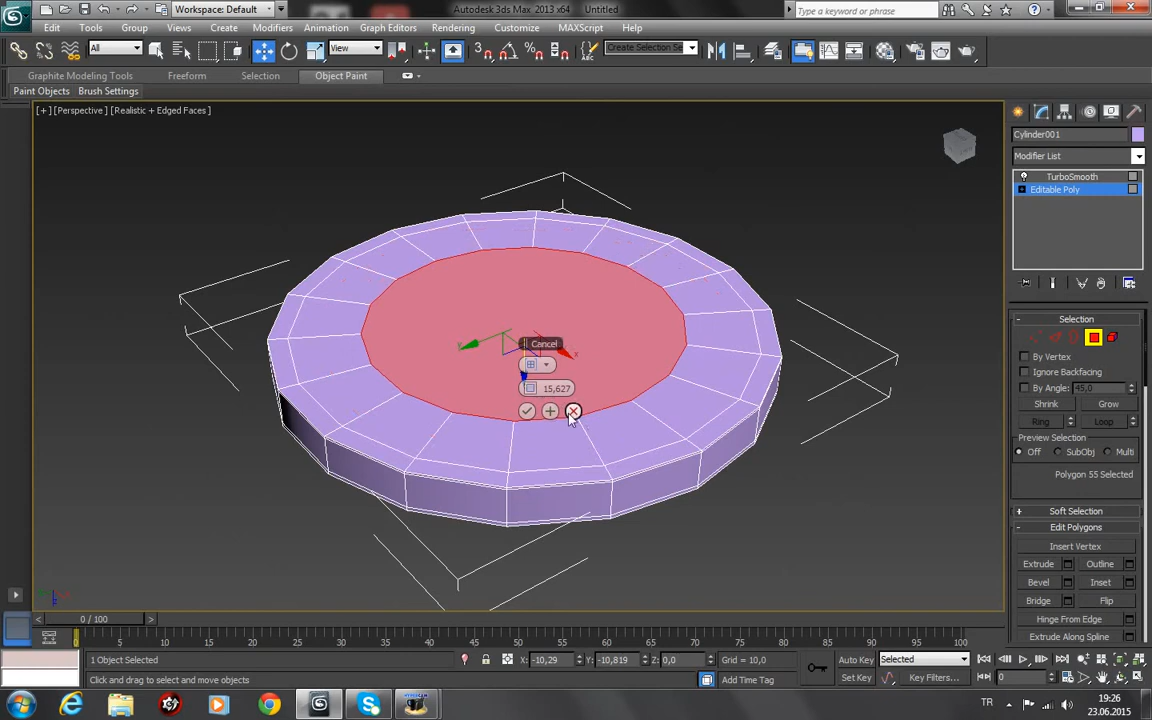 Workspace: Default
Autodesk 3ds Max 2013 x64
Untitled
Type a keyword or phrase
Edit Tools Group Views Create Modifiers Animation Graph Editors Rendering Customize MAXScript Help
All
View
Create Selection Se
Graphite Modeling Tools Freeform Selection Object Paint
Paint Objects Brush Settings
[+] [Perspective] [Realistic + Edged Faces]
Cylinder001
Modifier List
TurboSmooth
Editable Poly
Cancel
15,627
Selection
By Vertex
Ignore Backfacing
By Angle: 45,0
Shrink Grow
Ring Loop
Preview Selection
Off SubObj Multi
Polygon 55 Selected
Soft Selection
Edit Polygons
Insert Vertex
Extrude Outline
Bevel Inset
Bridge Flip
Hinge From Edge
Extrude Along Spline
0 / 100
0 5 10 15 20 25 30 35 40 45 50 55 60 65 70 75 80 85 90 95 100
1 Object Selected
X: -10,29 Y: -10,819 Z: 0,0 Grid = 10,0
Auto Key Selected
Click and drag to select and move objects
Add Time Tag
Set Key Key Filters...
0
TR
19:26
23.06.2015